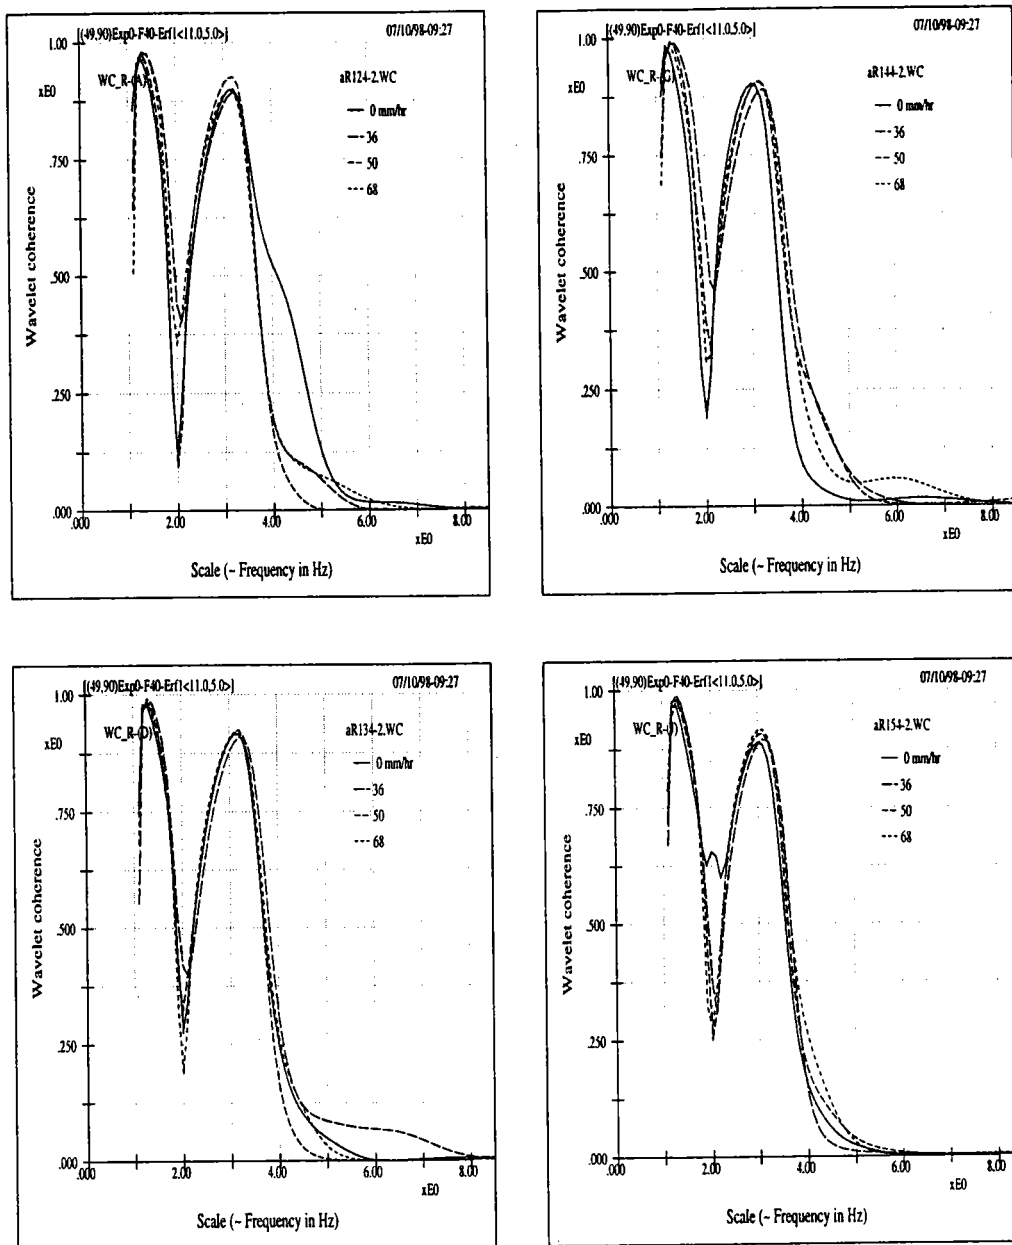 [(49,90)Exp0-F40-Erf1<11.0,5.0>] 07/10/98-09:27
1.00
xE0
WC_R-(A) aR124-2.WC
0 mm/hr
36
50
68
.750
.500
.250
.000
Wavelet coherence
.000 2.00 4.00 6.00 8.00
xE0
Scale (~ Frequency in Hz)
[(49,90)Exp0-F40-Erf1<11.0,5.0>] 07/10/98-09:27
1.00
xE0
WC_R-(G) aR144-2.WC
0 mm/hr
36
50
68
.750
.500
.250
.000
Wavelet coherence
.000 2.00 4.00 6.00 8.00
xE0
Scale (~ Frequency in Hz)
[(49,90)Exp0-F40-Erf1<11.0,5.0>] 07/10/98-09:27
1.00
xE0
WC_R-(D) aR134-2.WC
0 mm/hr
36
50
68
.750
.500
.250
.000
Wavelet coherence
.000 2.00 4.00 6.00 8.00
xE0
Scale (~ Frequency in Hz)
[(49,90)Exp0-F40-Erf1<11.0,5.0>] 07/10/98-09:27
1.00
xE0
WC_R-(J) aR154-2.WC
0 mm/hr
36
50
68
.750
.500
.250
.000
Wavelet coherence
.000 2.00 4.00 6.00 8.00
xE0
Scale (~ Frequency in Hz)